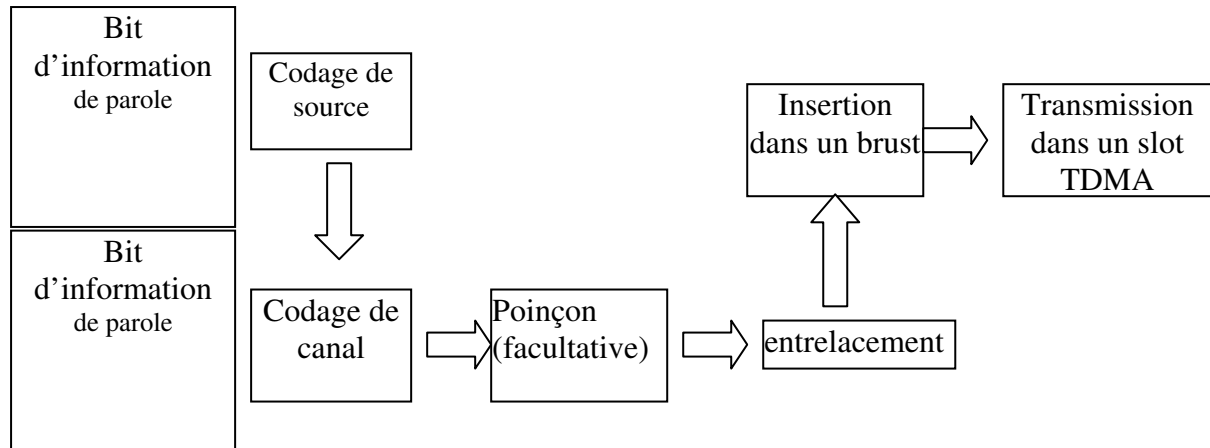 Bit
d'information
de parole
Codage de
source
Insertion
dans un brust
Transmission
dans un slot
TDMA
Bit
d'information
de parole
Codage de
canal
Poinçon
(facultative)
entrelacement